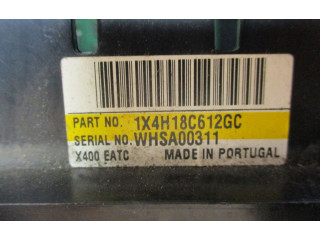 PART NO. 1X4H18C612GC
SERIAL NO. WHSA00311
X400 EATC MADE IN PORTUGAL